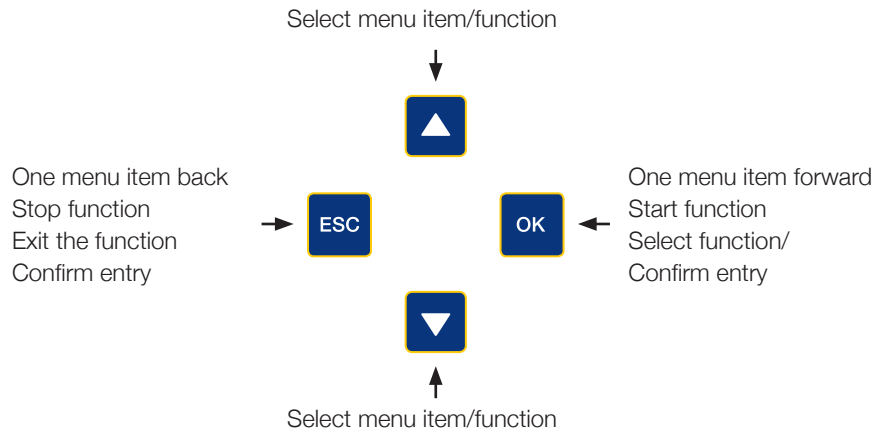 Select menu item/function
One menu item back
Stop function
Exit the function
Confirm entry
ESC
OK
One menu item forward
Start function
Select function/
Confirm entry
Select menu item/function